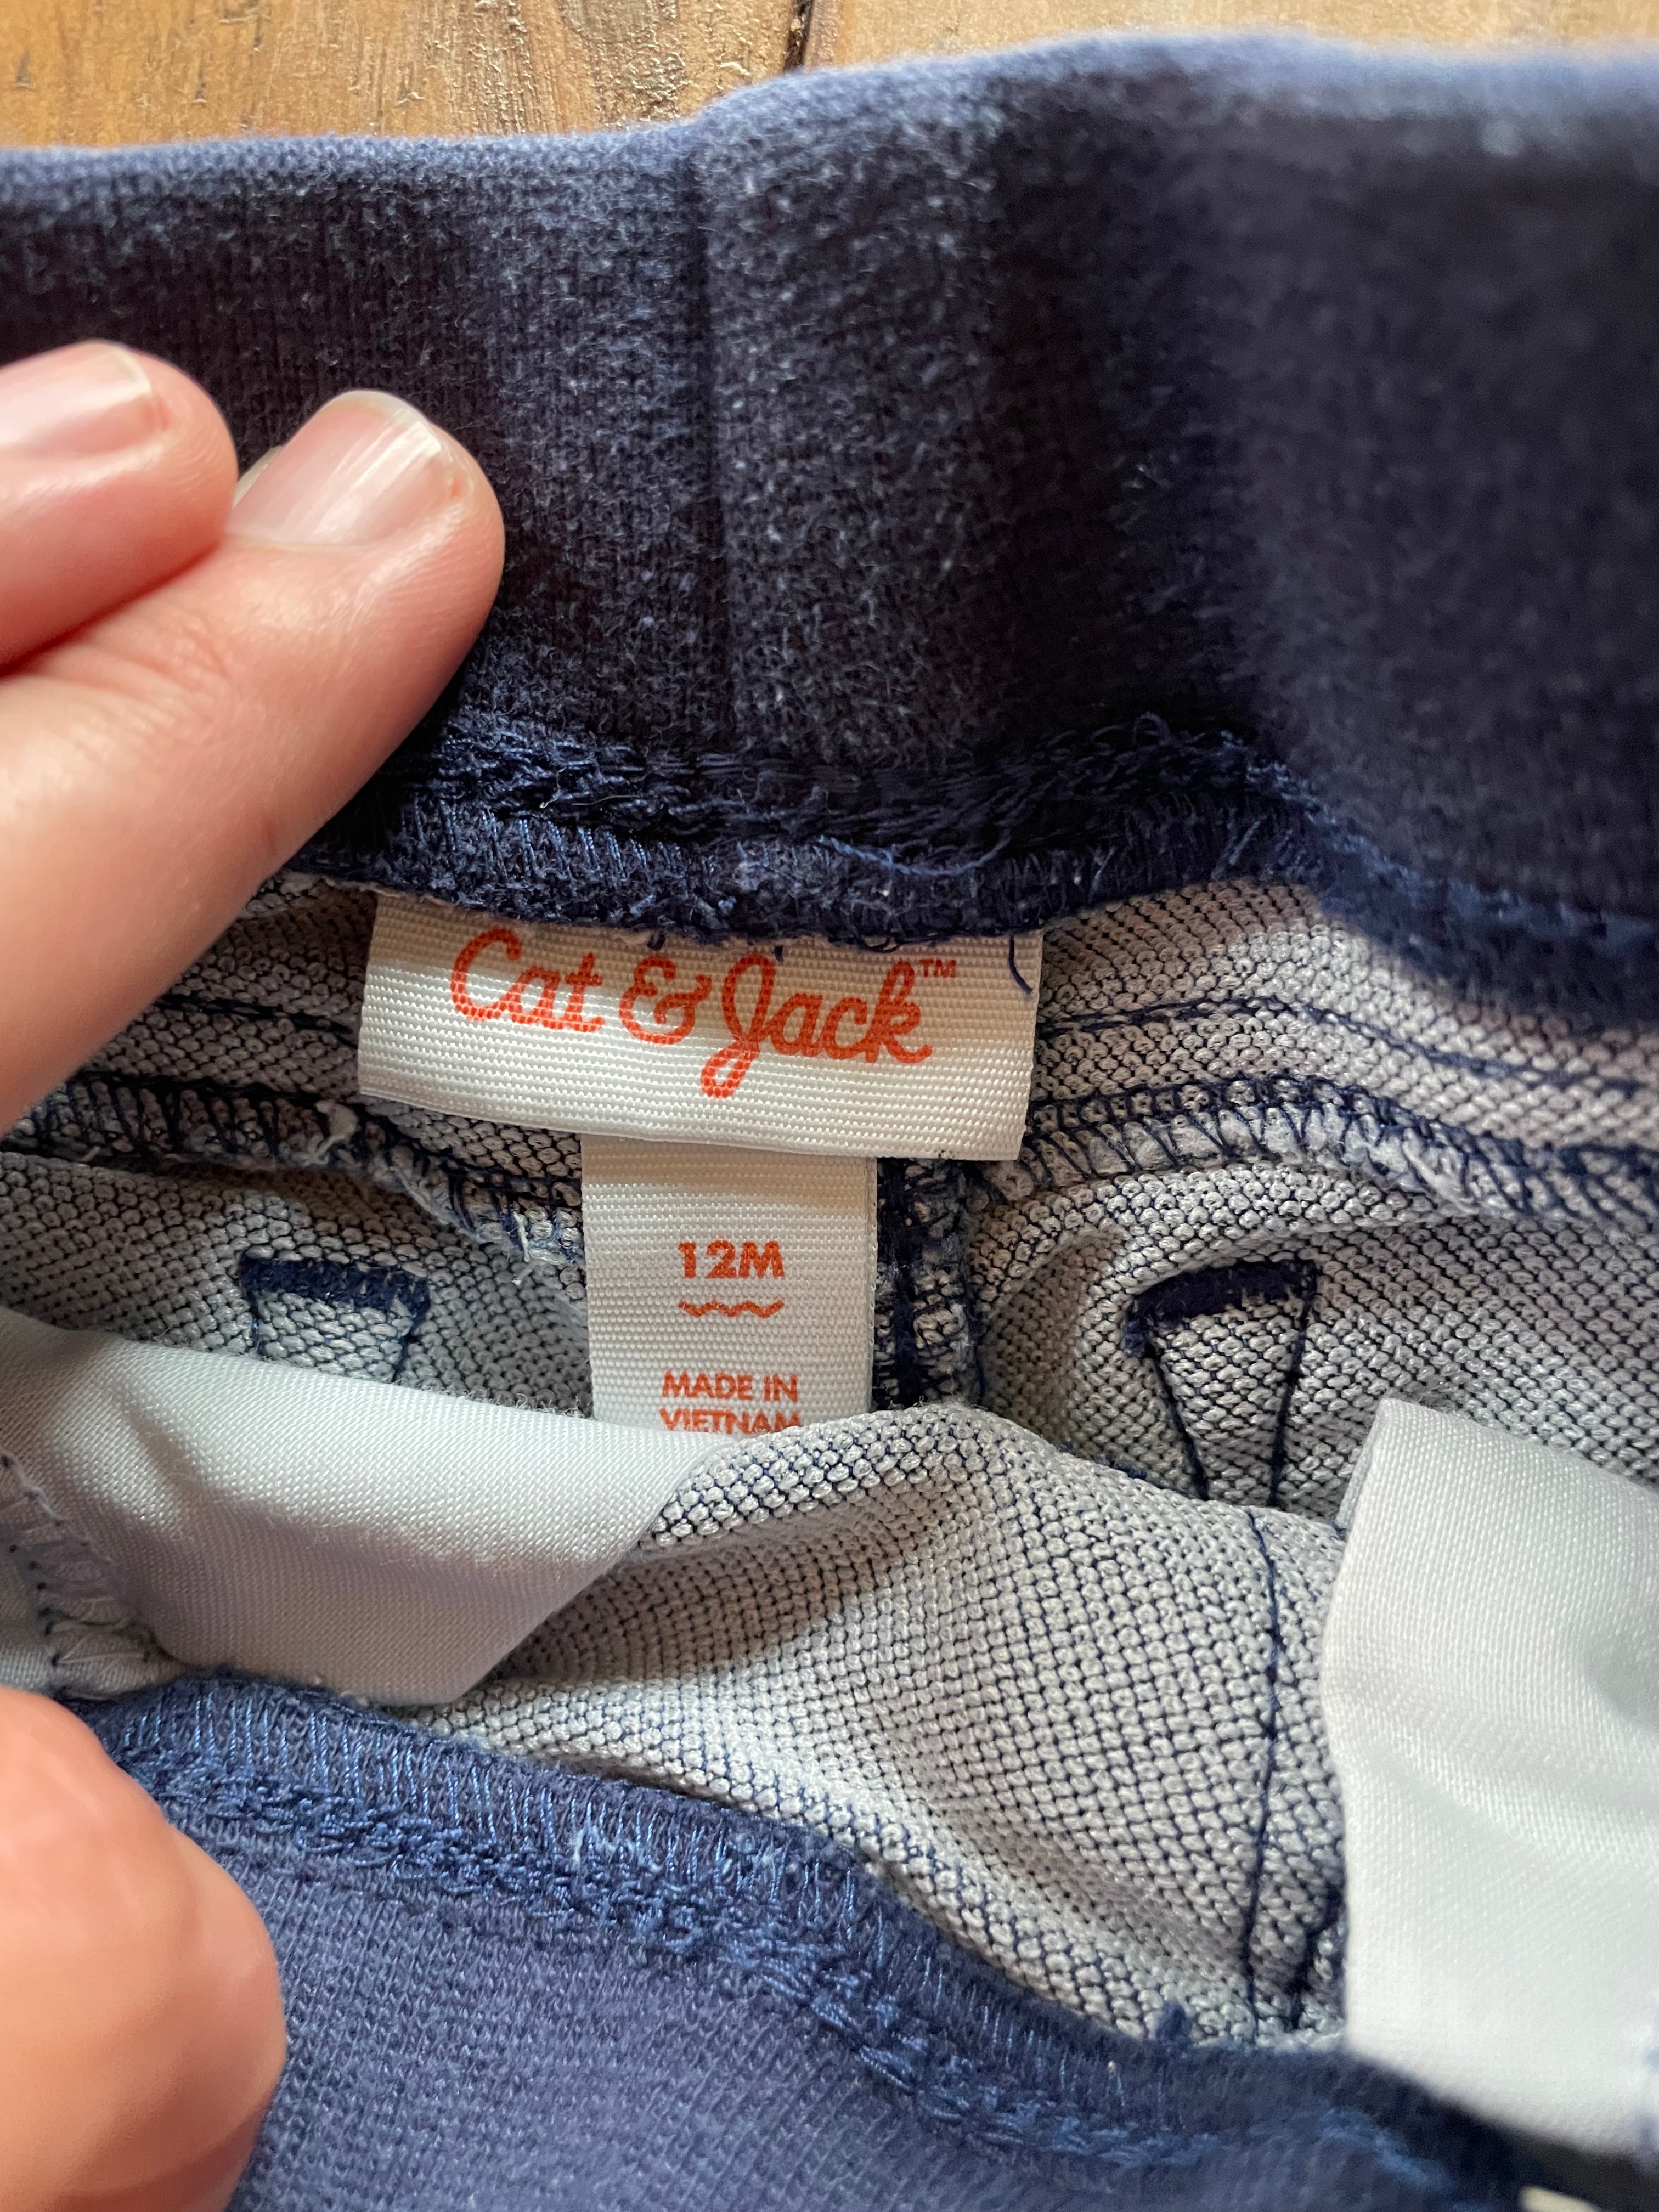 Cat & Jack™
12M
MADE IN
VIETNAM